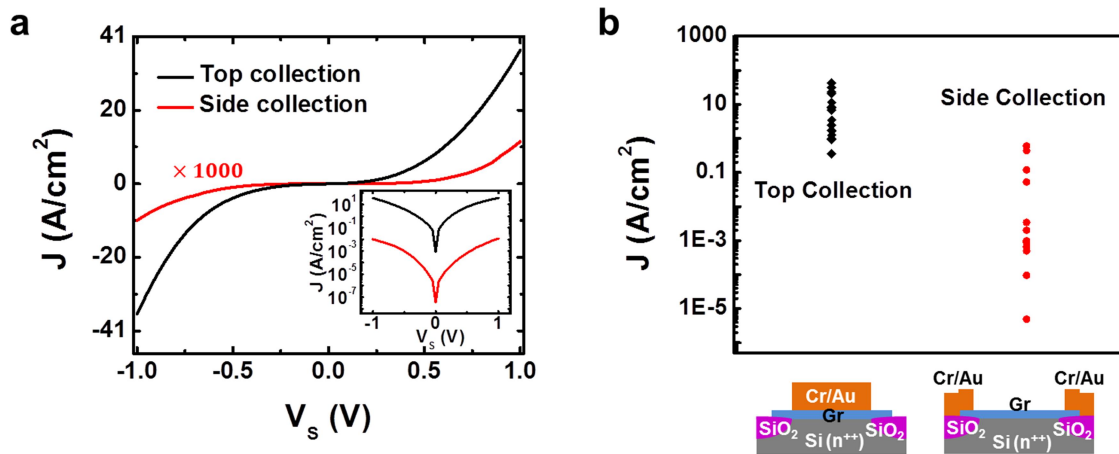 a
J (A/cm²)
41
20
0
-20
-41
Top collection
Side collection
× 1000
J (A/cm²)
10¹
10⁻¹
10⁻³
10⁻⁵
10⁻⁷
-1
0
1
V_S (V)
-1.0
-0.5
0.0
0.5
1.0
V_S (V)
b
J (A/cm²)
1000
10
0.1
1E-3
1E-5
Side Collection
Top Collection
Cr/Au
Gr
SiO₂
SiO₂
Si (n⁺⁺)
Cr/Au
Cr/Au
Gr
SiO₂
SiO₂
Si (n⁺⁺)